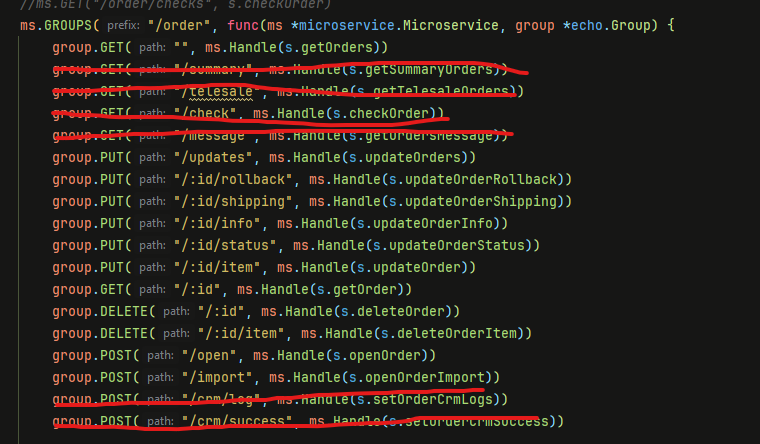 //ms.GET("/order/checks", s.checkOrder)
ms.GROUPS( prefix: "/order", func(ms *microservice.Microservice, group *echo.Group) {
group.GET( path: "", ms.Handle(s.getOrders))
group.GET( path: "/summary", ms.Handle(s.getSummaryOrders))
group.GET( path: "/telesale", ms.Handle(s.getTelesaleOrders))
group.GET( path: "/check", ms.Handle(s.checkOrder))
group.GET( path: "/message", ms.Handle(s.getOrdersMessage))
group.PUT( path: "/updates", ms.Handle(s.updateOrders))
group.PUT( path: "/:id/rollback", ms.Handle(s.updateOrderRollback))
group.PUT( path: "/:id/shipping", ms.Handle(s.updateOrderShipping))
group.PUT( path: "/:id/info", ms.Handle(s.updateOrderInfo))
group.PUT( path: "/:id/status", ms.Handle(s.updateOrderStatus))
group.PUT( path: "/:id/item", ms.Handle(s.updateOrder))
group.GET( path: "/:id", ms.Handle(s.getOrder))
group.DELETE( path: "/:id", ms.Handle(s.deleteOrder))
group.DELETE( path: "/:id/item", ms.Handle(s.deleteOrderItem))
group.POST( path: "/open", ms.Handle(s.openOrder))
group.POST( path: "/import", ms.Handle(s.openOrderImport))
group.POST( path: "/crm/log", ms.Handle(s.setOrderCrmLogs))
group.POST( path: "/crm/success", ms.Handle(s.setOrderCrmSuccess))